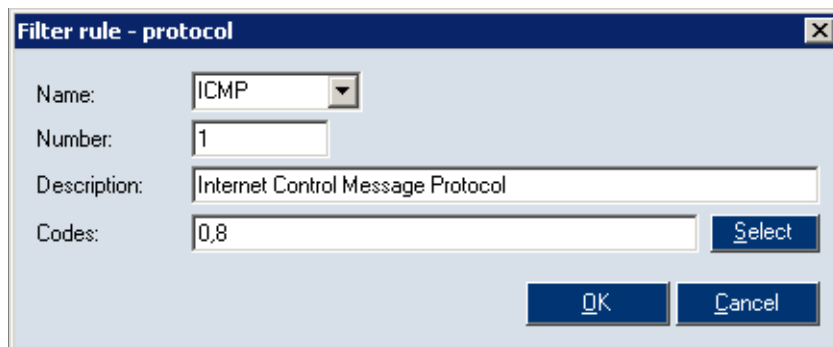 Filter rule - protocol
Name: ICMP
Number: 1
Description: Internet Control Message Protocol
Codes: 0,8 Select
OK Cancel